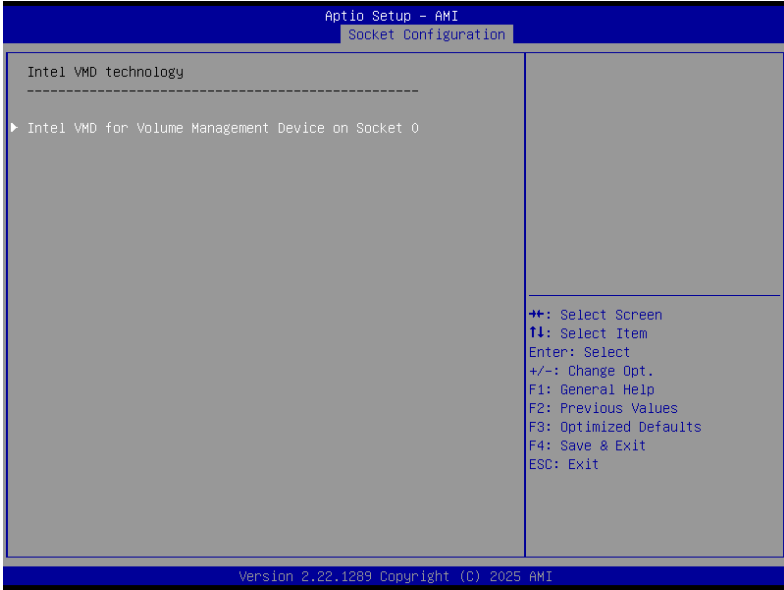 Aptio Setup – AMI
Socket Configuration
Intel VMD technology
--------------------------------------------------
▶ Intel VMD for Volume Management Device on Socket 0
→←: Select Screen
↑↓: Select Item
Enter: Select
+/-: Change Opt.
F1: General Help
F2: Previous Values
F3: Optimized Defaults
F4: Save & Exit
ESC: Exit
Version 2.22.1289 Copyright (C) 2025 AMI